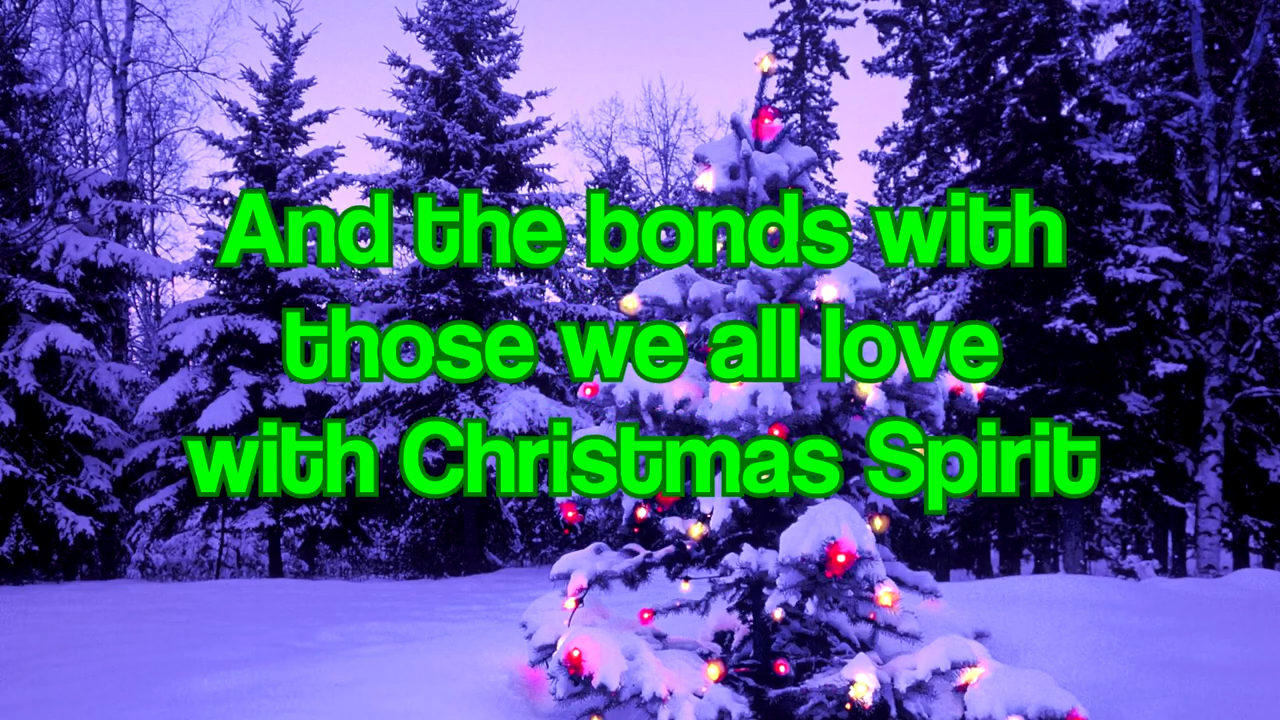 And the bonds with
those we all love
with Christmas Spirit